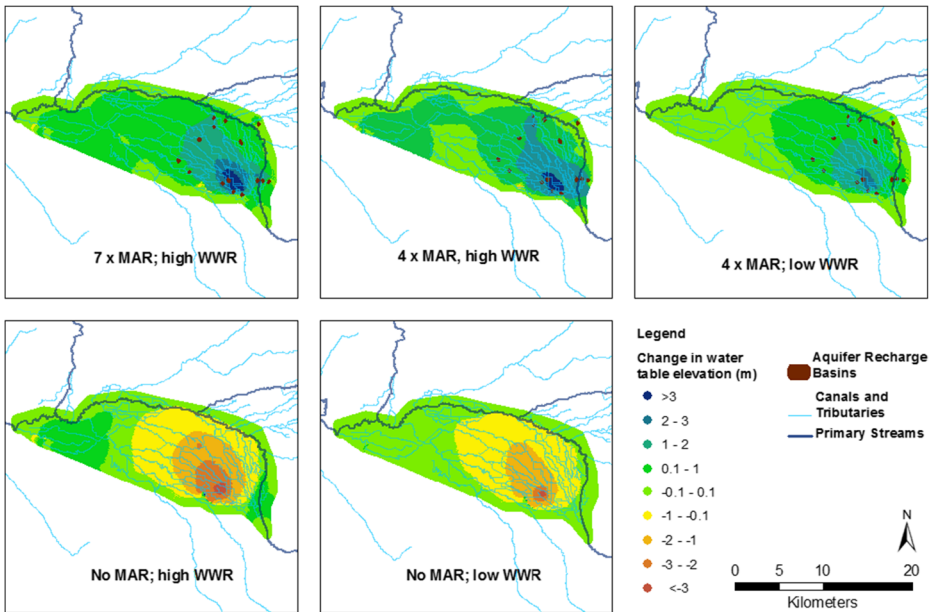 7 x MAR; high WWR
4 x MAR, high WWR
4 x MAR; low WWR
No MAR; high WWR
No MAR; low WWR
Legend
Change in water
table elevation (m)
>3
2 - 3
1 - 2
0.1 - 1
-0.1 - 0.1
-1 - -0.1
-2 - -1
-3 - -2
<-3
Aquifer Recharge
Basins
Canals and
Tributaries
Primary Streams
N
0 5 10 20
Kilometers